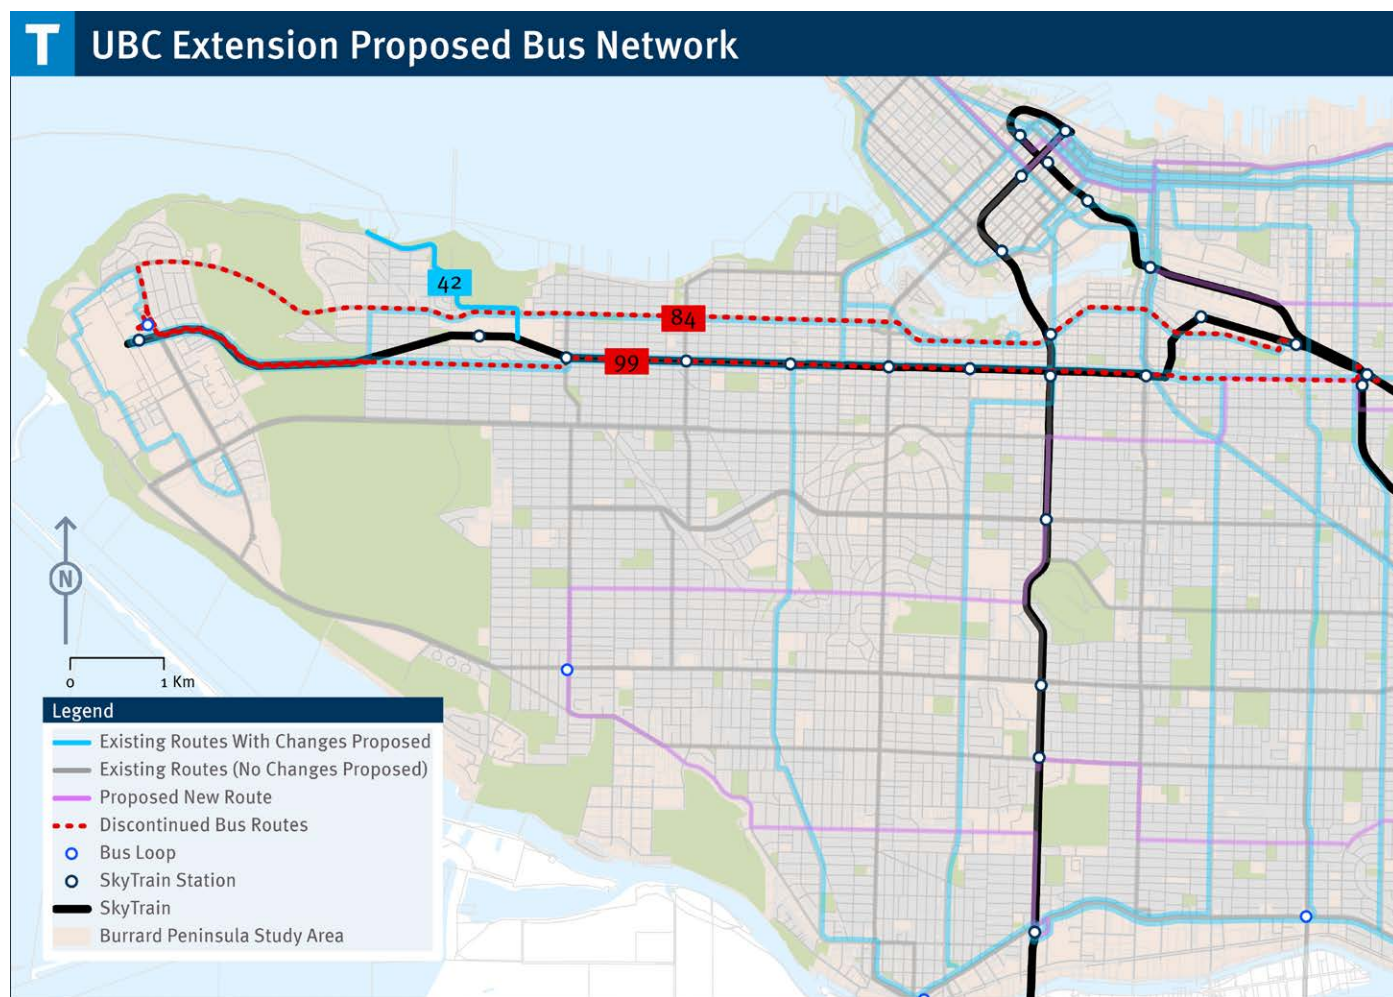 T UBC Extension Proposed Bus Network
42
84
99
N
0 1 Km
Legend
Existing Routes With Changes Proposed
Existing Routes (No Changes Proposed)
Proposed New Route
Discontinued Bus Routes
Bus Loop
SkyTrain Station
SkyTrain
Burrard Peninsula Study Area